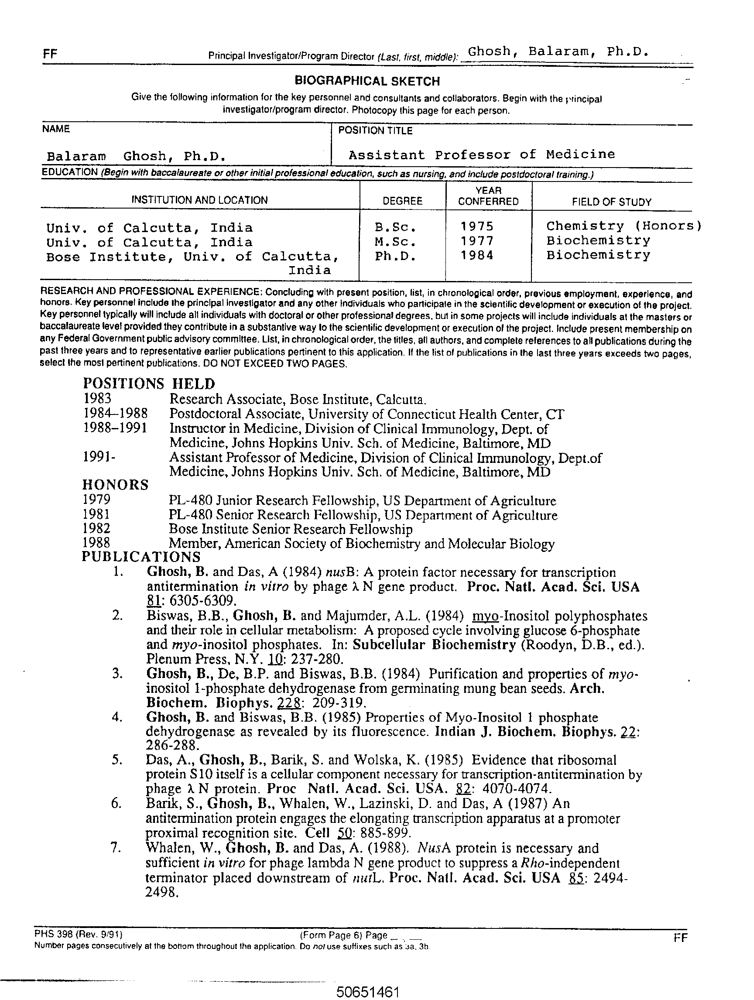 FF
Principal Investigator/Program Director (Last, first, middle): Ghosh, Balaram, Ph.D.
BIOGRAPHICAL SKETCH
Give the following information for the key personnel and consultants and collaborators. Begin with the principal
investigator/program director. Photocopy this page for each person.
NAME POSITION TITLE
Balaram Ghosh, Ph.D. Assistant Professor of Medicine
EDUCATION (Begin with baccalaureate or other initial professional education, such as nursing, and include postdoctoral training.)
INSTITUTION AND LOCATION DEGREE YEAR CONFERRED FIELD OF STUDY
Univ. of Calcutta, India B.Sc. 1975 Chemistry (Honors)
Univ. of Calcutta, India M.Sc. 1977 Biochemistry
Bose Institute, Univ. of Calcutta, Ph.D. 1984 Biochemistry
India
RESEARCH AND PROFESSIONAL EXPERIENCE: Concluding with present position, list, in chronological order, previous employment, experience, and
honors. Key personnel include the principal investigator and any other individuals who participate in the scientific development or execution of the project.
Key personnel typically will include all individuals with doctoral or other professional degrees, but in some projects will include individuals at the masters or
baccalaureate level provided they contribute in a substantive way to the scientific development or execution of the project. Include present membership on
any Federal Government public advisory committee. List, in chronological order, the titles, all authors, and complete references to all publications during the
past three years and to representative earlier publications pertinent to this application. If the list of publications in the last three years exceeds two pages,
select the most pertinent publications. DO NOT EXCEED TWO PAGES.
POSITIONS HELD
1983 Research Associate, Bose Institute, Calcutta.
1984-1988 Postdoctoral Associate, University of Connecticut Health Center, CT
1988-1991 Instructor in Medicine, Division of Clinical Immunology, Dept. of
Medicine, Johns Hopkins Univ. Sch. of Medicine, Baltimore, MD
1991- Assistant Professor of Medicine, Division of Clinical Immunology, Dept.of
Medicine, Johns Hopkins Univ. Sch. of Medicine, Baltimore, MD
HONORS
1979 PL-480 Junior Research Fellowship, US Department of Agriculture
1981 PL-480 Senior Research Fellowship, US Department of Agriculture
1982 Bose Institute Senior Research Fellowship
1988 Member, American Society of Biochemistry and Molecular Biology
PUBLICATIONS
1. Ghosh, B. and Das, A (1984) nusB: A protein factor necessary for transcription
antitermination in vitro by phage λ N gene product. Proc. Natl. Acad. Sci. USA
81: 6305-6309.
2. Biswas, B.B., Ghosh, B. and Majumder, A.L. (1984) myo-Inositol polyphosphates
and their role in cellular metabolism: A proposed cycle involving glucose 6-phosphate
and myo-inositol phosphates. In: Subcellular Biochemistry (Roodyn, D.B., ed.).
Plenum Press, N.Y. 10: 237-280.
3. Ghosh, B., De, B.P. and Biswas, B.B. (1984) Purification and properties of myo-
inositol 1-phosphate dehydrogenase from germinating mung bean seeds. Arch.
Biochem. Biophys. 228: 209-319.
4. Ghosh, B. and Biswas, B.B. (1985) Properties of Myo-Inositol 1 phosphate
dehydrogenase as revealed by its fluorescence. Indian J. Biochem. Biophys. 22:
286-288.
5. Das, A., Ghosh, B., Barik, S. and Wolska, K. (1985) Evidence that ribosomal
protein S10 itself is a cellular component necessary for transcription-antitermination by
phage λ N protein. Proc Natl. Acad. Sci. USA. 82: 4070-4074.
6. Barik, S., Ghosh, B., Whalen, W., Lazinski, D. and Das, A (1987) An
antitermination protein engages the elongating transcription apparatus at a promoter
proximal recognition site. Cell 50: 885-899.
7. Whalen, W., Ghosh, B. and Das, A. (1988). NusA protein is necessary and
sufficient in vitro for phage lambda N gene product to suppress a Rho-independent
terminator placed downstream of nutL. Proc. Natl. Acad. Sci. USA 85: 2494-
2498.
PHS 398 (Rev. 9/91) (Form Page 6) Page FF
Number pages consecutively at the bottom throughout the application. Do not use suffixes such as 3a, 3b.
50651461